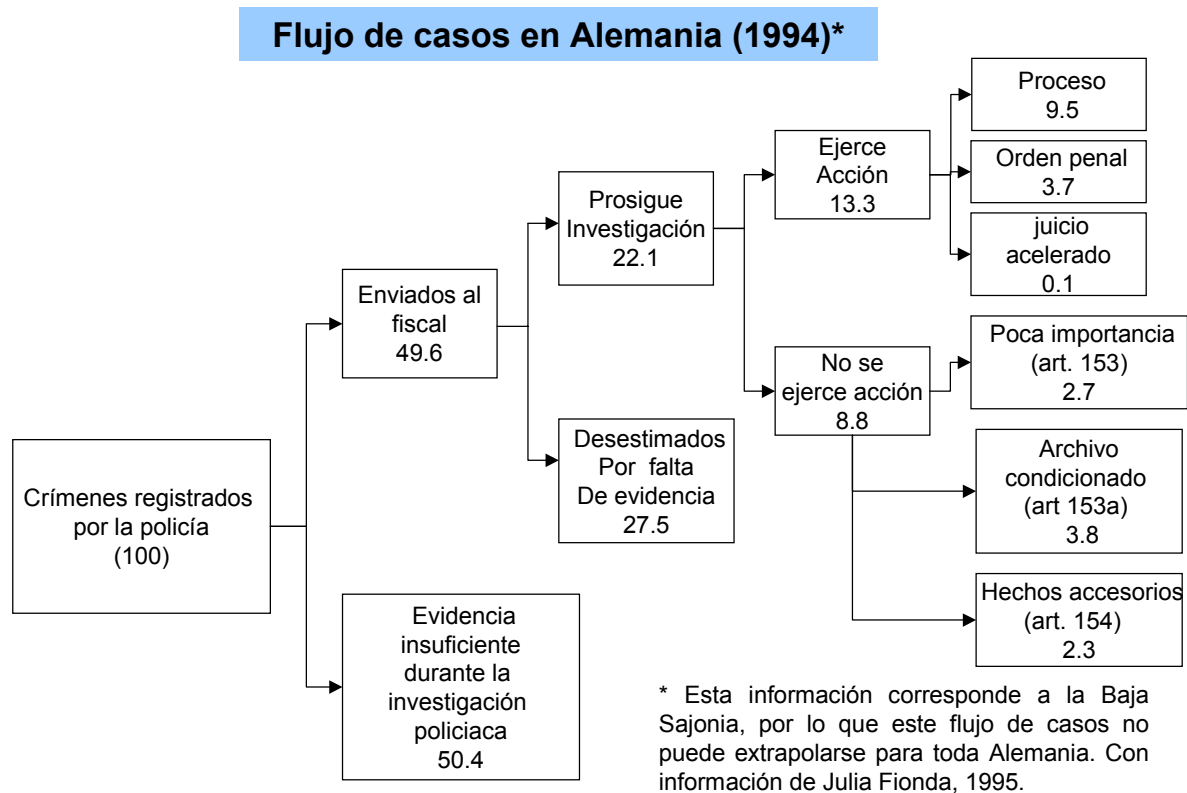 Flujo de casos en Alemania (1994)*
Proceso
9.5
Orden penal
3.7
juicio
acelerado
0.1
Ejerce
Acción
13.3
Prosigue
Investigación
22.1
Enviados al
fiscal
49.6
No se
ejerce acción
8.8
Poca importancia
(art. 153)
2.7
Desestimados
Por falta
De evidencia
27.5
Archivo
condicionado
(art 153a)
3.8
Crímenes registrados
por la policía
(100)
Hechos accesorios
(art. 154)
2.3
Evidencia
insuficiente
durante la
investigación
policiaca
50.4
* Esta información corresponde a la Baja
Sajonia, por lo que este flujo de casos no
puede extrapolarse para toda Alemania. Con
información de Julia Fionda, 1995.